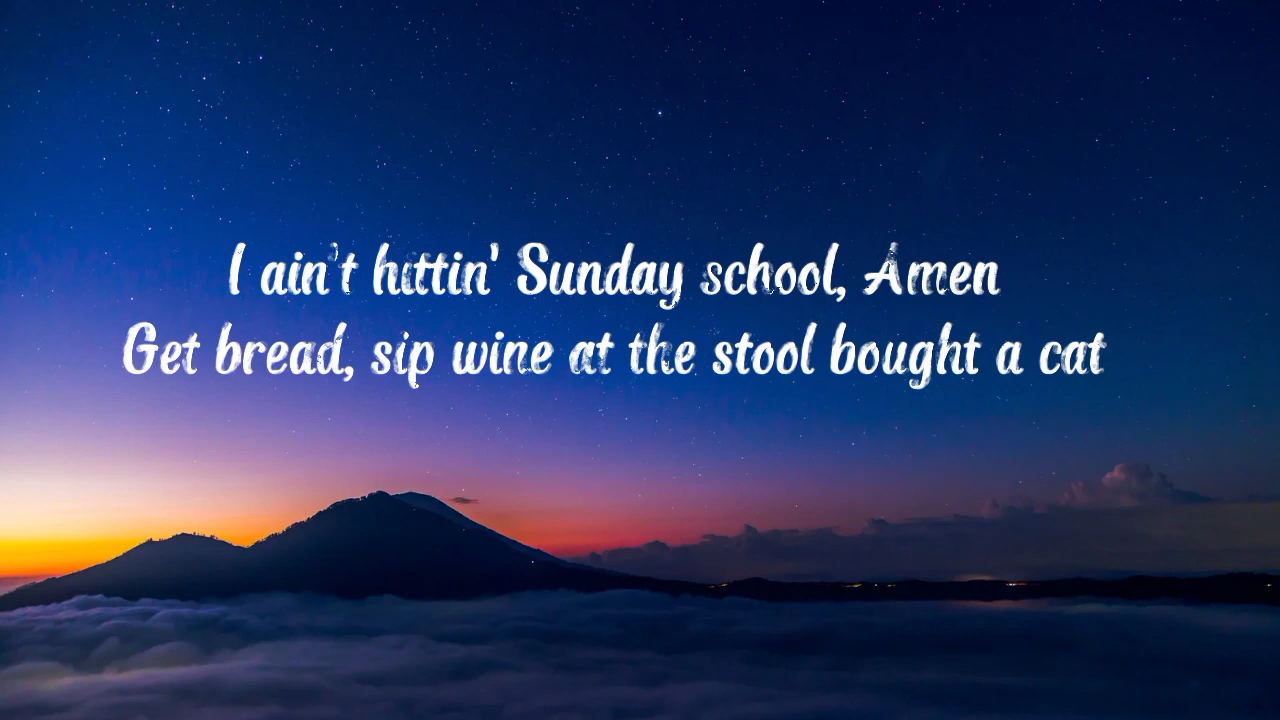 I ain't hittin' Sunday school, Amen
Get bread, sip wine at the stool bought a cat